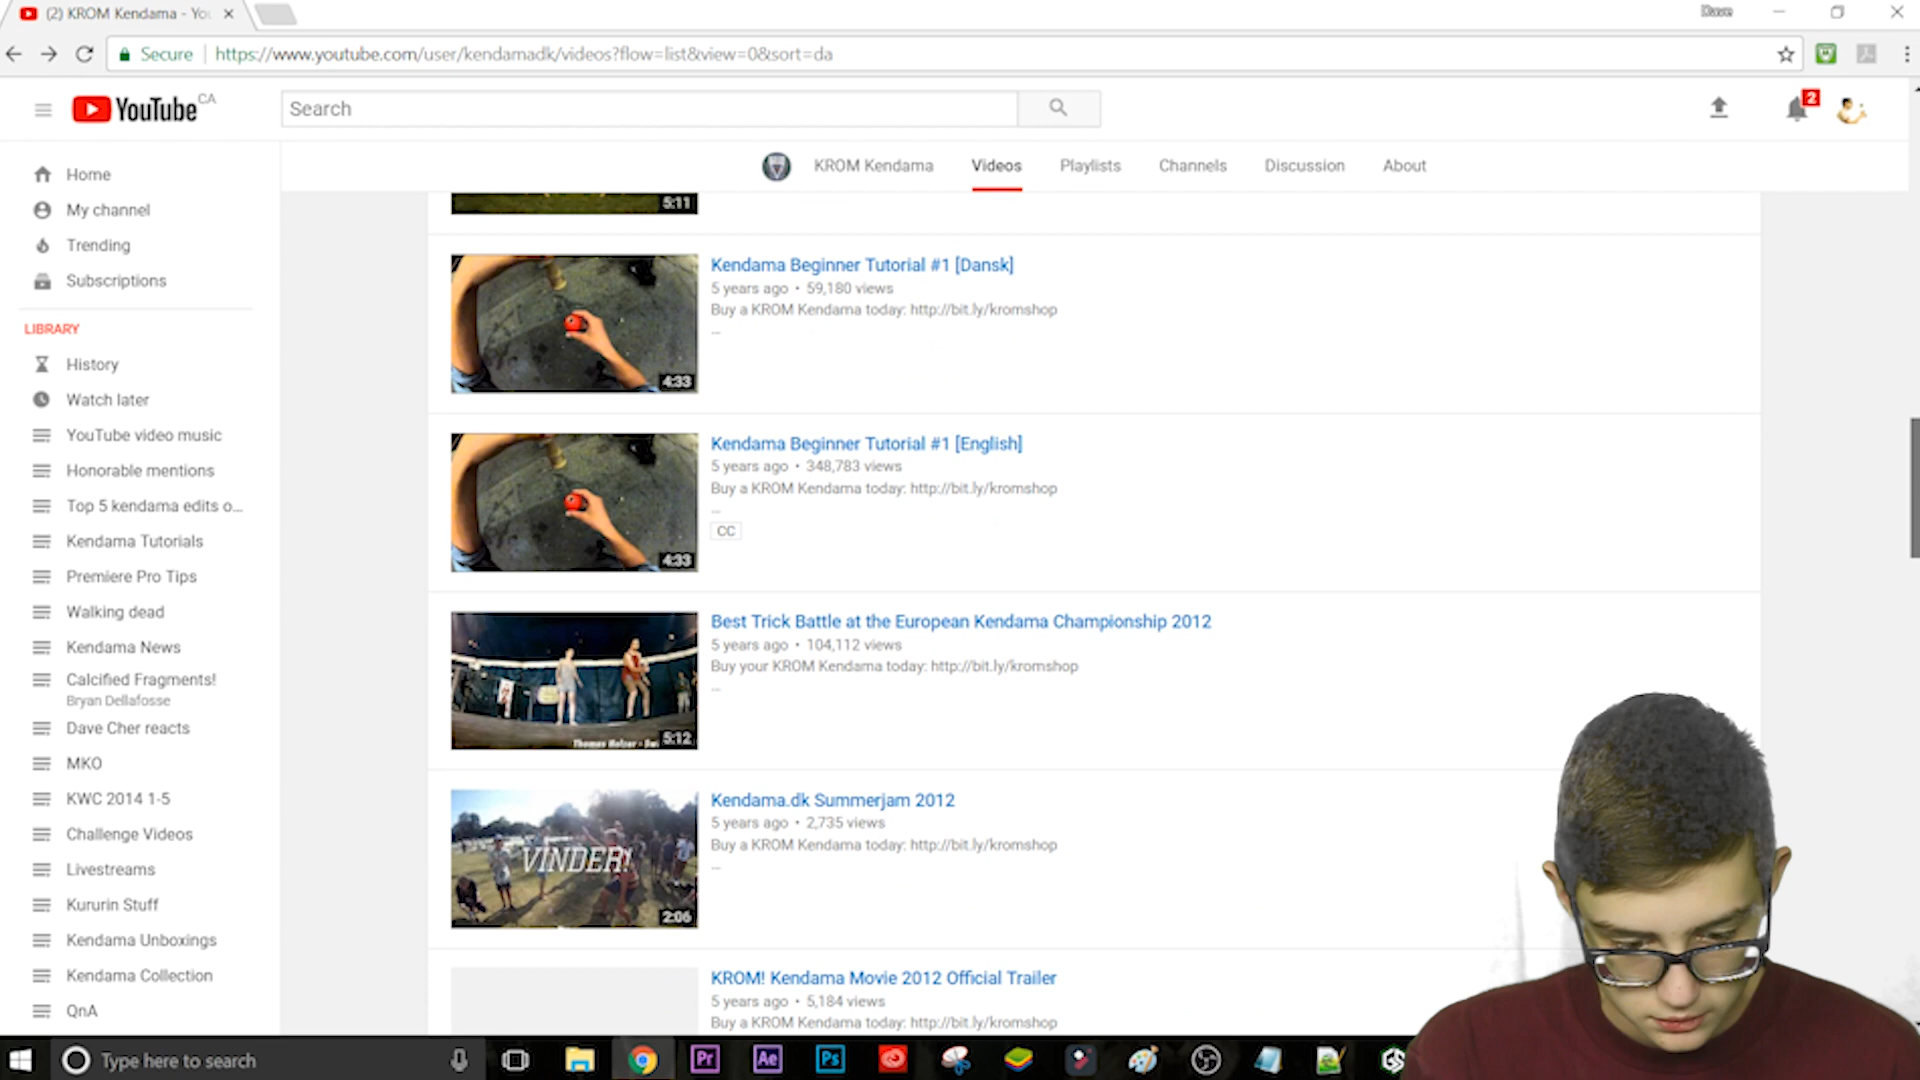 (2) KROM Kendama - You
Dave
Secure
https://www.youtube.com/user/kendamadk/videos?flow=list&view=0&sort=da
YouTube CA
Search
2
Home
My channel
Trending
Subscriptions
LIBRARY
History
Watch later
YouTube video music
Honorable mentions
Top 5 kendama edits o...
Kendama Tutorials
Premiere Pro Tips
Walking dead
Kendama News
Calcified Fragments!
Bryan Dellafosse
Dave Cher reacts
MKO
KWC 2014 1-5
Challenge Videos
Livestreams
Kururin Stuff
Kendama Unboxings
Kendama Collection
QnA
KROM Kendama
Videos
Playlists
Channels
Discussion
About
5:11
Kendama Beginner Tutorial #1 [Dansk]
5 years ago • 59,180 views
Buy a KROM Kendama today: http://bit.ly/kromshop
...
4:33
Kendama Beginner Tutorial #1 [English]
5 years ago • 348,783 views
Buy a KROM Kendama today: http://bit.ly/kromshop
...
CC
4:33
Best Trick Battle at the European Kendama Championship 2012
5 years ago • 104,112 views
Buy your KROM Kendama today: http://bit.ly/kromshop
...
5:12
Kendama.dk Summerjam 2012
5 years ago • 2,735 views
Buy a KROM Kendama today: http://bit.ly/kromshop
...
VINDER!
2:06
KROM! Kendama Movie 2012 Official Trailer
5 years ago • 5,184 views
Buy a KROM Kendama today: http://bit.ly/kromshop
Type here to search
Pr
Ae
Ps